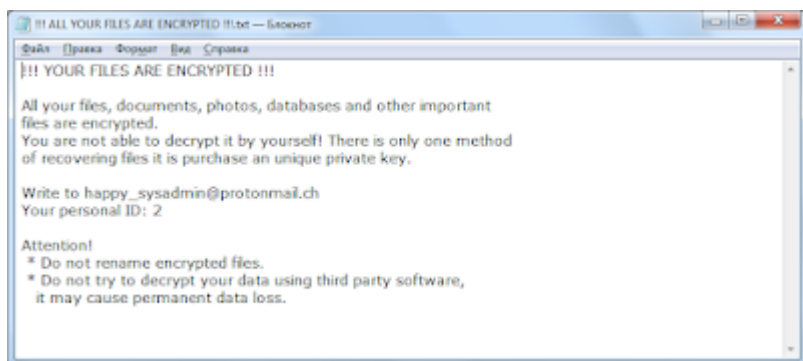 !!! ALL YOUR FILES ARE ENCRYPTED !!!.txt — Блокнот
Файл Правка Формат Вид Справка
!!! YOUR FILES ARE ENCRYPTED !!!
All your files, documents, photos, databases and other important
files are encrypted.
You are not able to decrypt it by yourself! There is only one method
of recovering files it is purchase an unique private key.
Write to happy_sysadmin@protonmail.ch
Your personal ID: 2
Attention!
* Do not rename encrypted files.
* Do not try to decrypt your data using third party software,
it may cause permanent data loss.